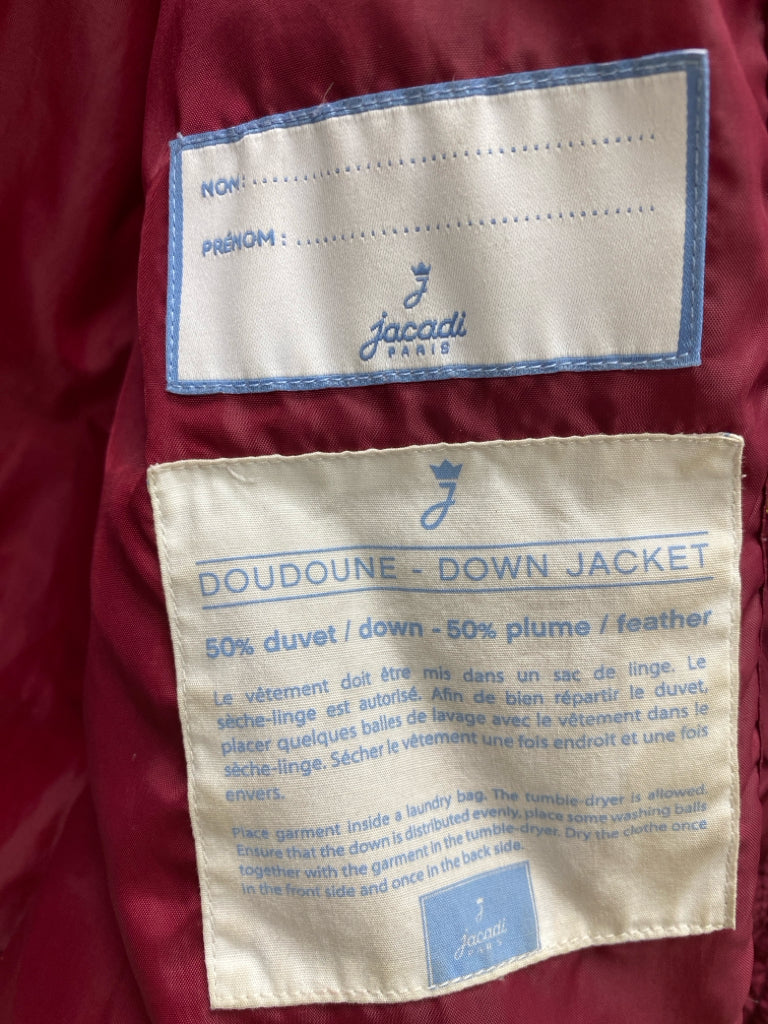 NOM:
PRÉNOM :
J
jacadi
PARIS
J
DOUDOUNE - DOWN JACKET
50% duvet / down - 50% plume / feather
Le vêtement doit être mis dans un sac de linge. Le
sèche-linge est autorisé. Afin de bien répartir le duvet,
placer quelques balles de lavage avec le vêtement dans le
sèche-linge. Sécher le vêtement une fois endroit et une fois
envers.
Place garment inside a laundry bag. The tumble-dryer is allowed.
Ensure that the down is distributed evenly, place some washing balls
together with the garment in the tumble-dryer. Dry the clothe once
in the front side and once in the back side.
J
jacadi
PARIS